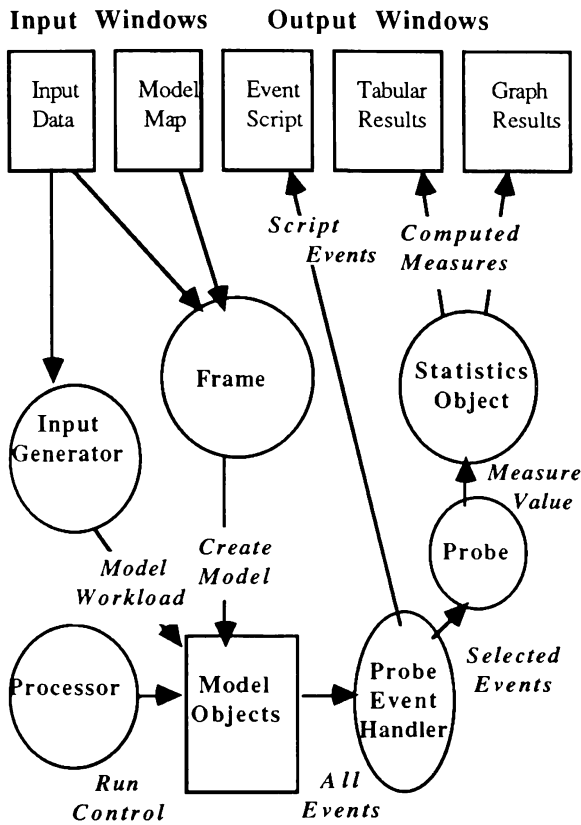 Input Windows
Output Windows
Input
Data
Model
Map
Event
Script
Tabular
Results
Graph
Results
Script
Events
Computed
Measures
Frame
Statistics
Object
Input
Generator
Measure
Value
Create
Model
Probe
Model
Workload
Processor
Model
Objects
Probe
Event
Handler
Selected
Events
Run
Control
All
Events